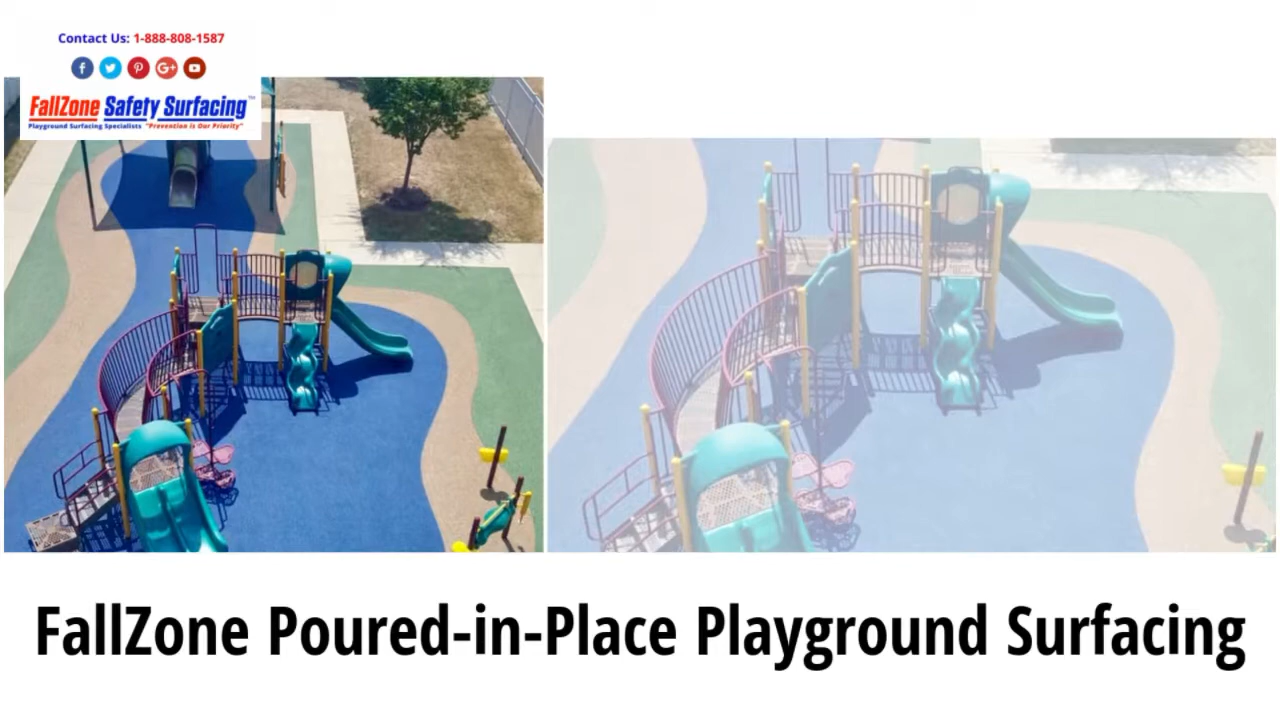 Contact Us: 1-888-808-1587
FallZone Safety Surfacing™
Playground Surfacing Specialists "Prevention is Our Priority"
FallZone Poured-in-Place Playground Surfacing